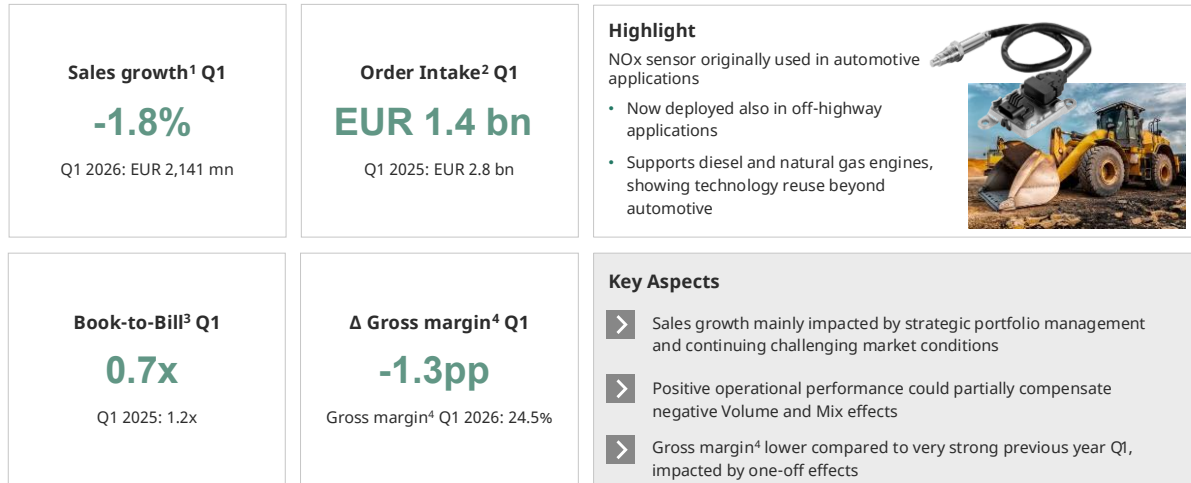 Sales growth¹ Q1
-1.8%
Q1 2026: EUR 2,141 mn
Order Intake² Q1
EUR 1.4 bn
Q1 2025: EUR 2.8 bn
Highlight
NOx sensor originally used in automotive
applications
• Now deployed also in off-highway
applications
• Supports diesel and natural gas engines,
showing technology reuse beyond
automotive
Book-to-Bill³ Q1
0.7x
Q1 2025: 1.2x
Δ Gross margin⁴ Q1
-1.3pp
Gross margin⁴ Q1 2026: 24.5%
Key Aspects
Sales growth mainly impacted by strategic portfolio management
and continuing challenging market conditions
Positive operational performance could partially compensate
negative Volume and Mix effects
Gross margin⁴ lower compared to very strong previous year Q1,
impacted by one-off effects